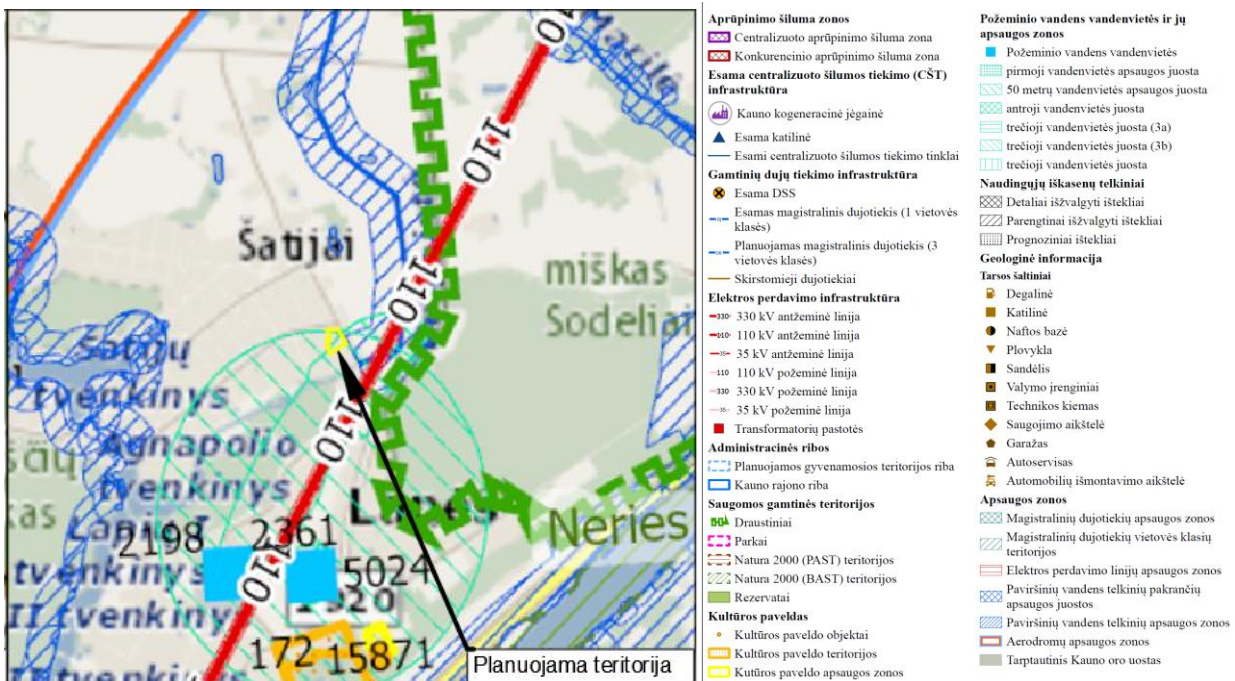 110
110
110
110
110
Šatijai
miškas
Sodeliai
Šatijų
tvenkinys
Agnapolio
tvenkinys
Lapės
Neries
2198
2361
5024
tvenkinys
1920
II tvenkinys
172
158
71
Planuojama teritorija
Aprūpinimo šiluma zonos
Centralizuoto aprūpinimo šiluma zona
Konkurencinio aprūpinimo šiluma zona
Esama centralizuoto šilumos tiekimo (CŠT)
infrastruktūra
Kauno kogeneracinė jėgainė
Esama katilinė
Esami centralizuoto šilumos tiekimo tinklai
Gamtinių dujų tiekimo infrastruktūra
Esama DSS
Esamas magistralinis dujotiekis (1 vietovės
klasės)
Planuojamas magistralinis dujotiekis (3
vietovės klasės)
Skirstomieji dujotiekiai
Elektros perdavimo infrastruktūra
330 330 kV antžeminė linija
110 kV antžeminė linija
35 35 kV antžeminė linija
110 110 kV požeminė linija
330 330 kV požeminė linija
35 35 kV požeminė linija
Transformatorių pastotės
Administracinės ribos
Planuojamos gyvenamosios teritorijos riba
Kauno rajono riba
Saugomos gamtinės teritorijos
Draustiniai
Parkai
Natura 2000 (PAST) teritorijos
Natura 2000 (BAST) teritorijos
Rezervatai
Kultūros paveldas
Kultūros paveldo objektai
Kultūros paveldo teritorijos
Kutūros paveldo apsaugos zonos
Požeminio vandens vandenvietės ir jų
apsaugos zonos
Požeminio vandens vandenvietės
pirmoji vandenvietės apsaugos juosta
50 metrų vandenvietės apsaugos juosta
antroji vandenvietės juosta
trečioji vandenvietės juosta (3a)
trečioji vandenvietės juosta (3b)
trečioji vandenvietės juosta
Naudingųjų iškasenų telkiniai
Detaliai išžvalgyti ištekliai
Parengtinai išžvalgyti ištekliai
Prognoziniai ištekliai
Geologinė informacija
Tarsos šaltiniai
Degalinė
Katilinė
Naftos bazė
Plovykla
Sandėlis
Valymo įrenginiai
Technikos kiemas
Saugojimo aikštelė
Garažas
Autoservisas
Automobilių išmontavimo aikštelė
Apsaugos zonos
Magistralinių dujotiekių apsaugos zonos
Magistralinių dujotiekių vietovės klasių
teritorijos
Elektros perdavimo linijų apsaugos zonos
Paviršinių vandens telkinių pakrančių
apsaugos juostos
Paviršinių vandens telkinių apsaugos zonos
Aerodromų apsaugos zonos
Tarptautinis Kauno oro uostas